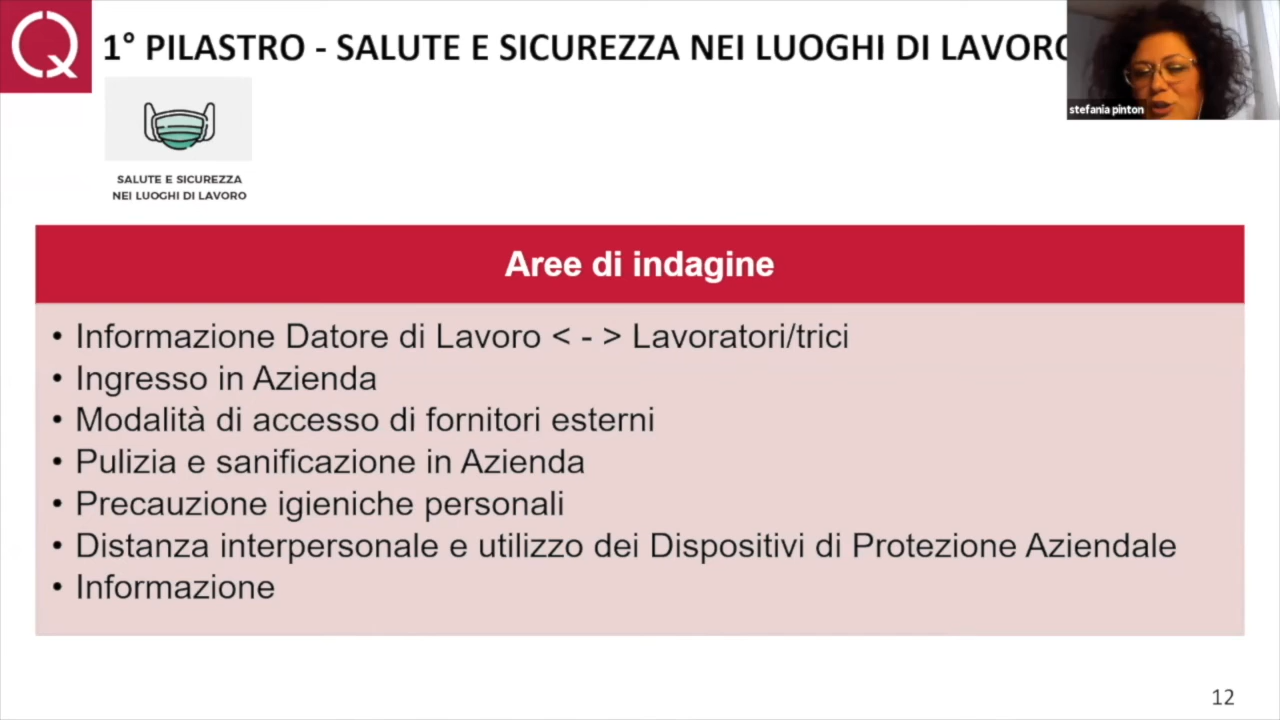 1° PILASTRO - SALUTE E SICUREZZA NEI LUOGHI DI LAVORO
stefania pinton
SALUTE E SICUREZZA
NEI LUOGHI DI LAVORO
Aree di indagine
• Informazione Datore di Lavoro < - > Lavoratori/trici
• Ingresso in Azienda
• Modalità di accesso di fornitori esterni
• Pulizia e sanificazione in Azienda
• Precauzione igieniche personali
• Distanza interpersonale e utilizzo dei Dispositivi di Protezione Aziendale
• Informazione
12